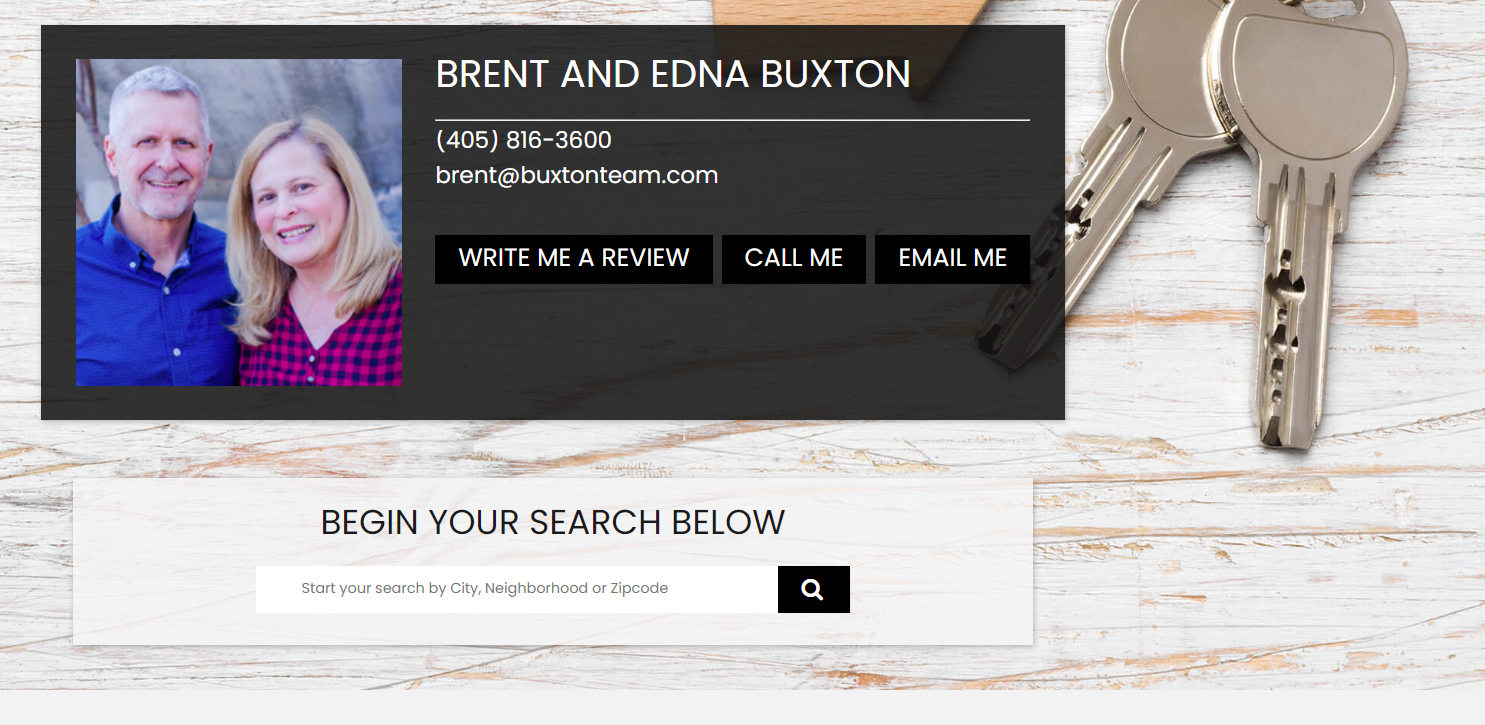 BRENT AND EDNA BUXTON
(405) 816-3600
brent@buxtonteam.com
WRITE ME A REVIEW CALL ME EMAIL ME
BEGIN YOUR SEARCH BELOW
Start your search by City, Neighborhood or Zipcode